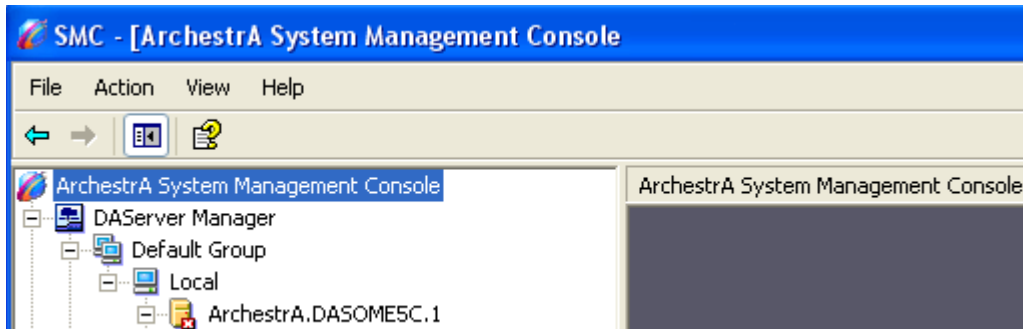 SMC - [ArchestrA System Management Console
File Action View Help
ArchestrA System Management Console
ArchestrA System Management Console
DAServer Manager
Default Group
Local
ArchestrA.DASOME5C.1